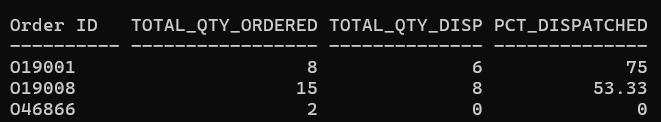 Order ID   TOTAL_QTY_ORDERED TOTAL_QTY_DISP PCT_DISPATCHED
---------- ----------------- -------------- --------------
O19001                     8              6             75
O19008                    15              8          53.33
O46866                     2              0              0